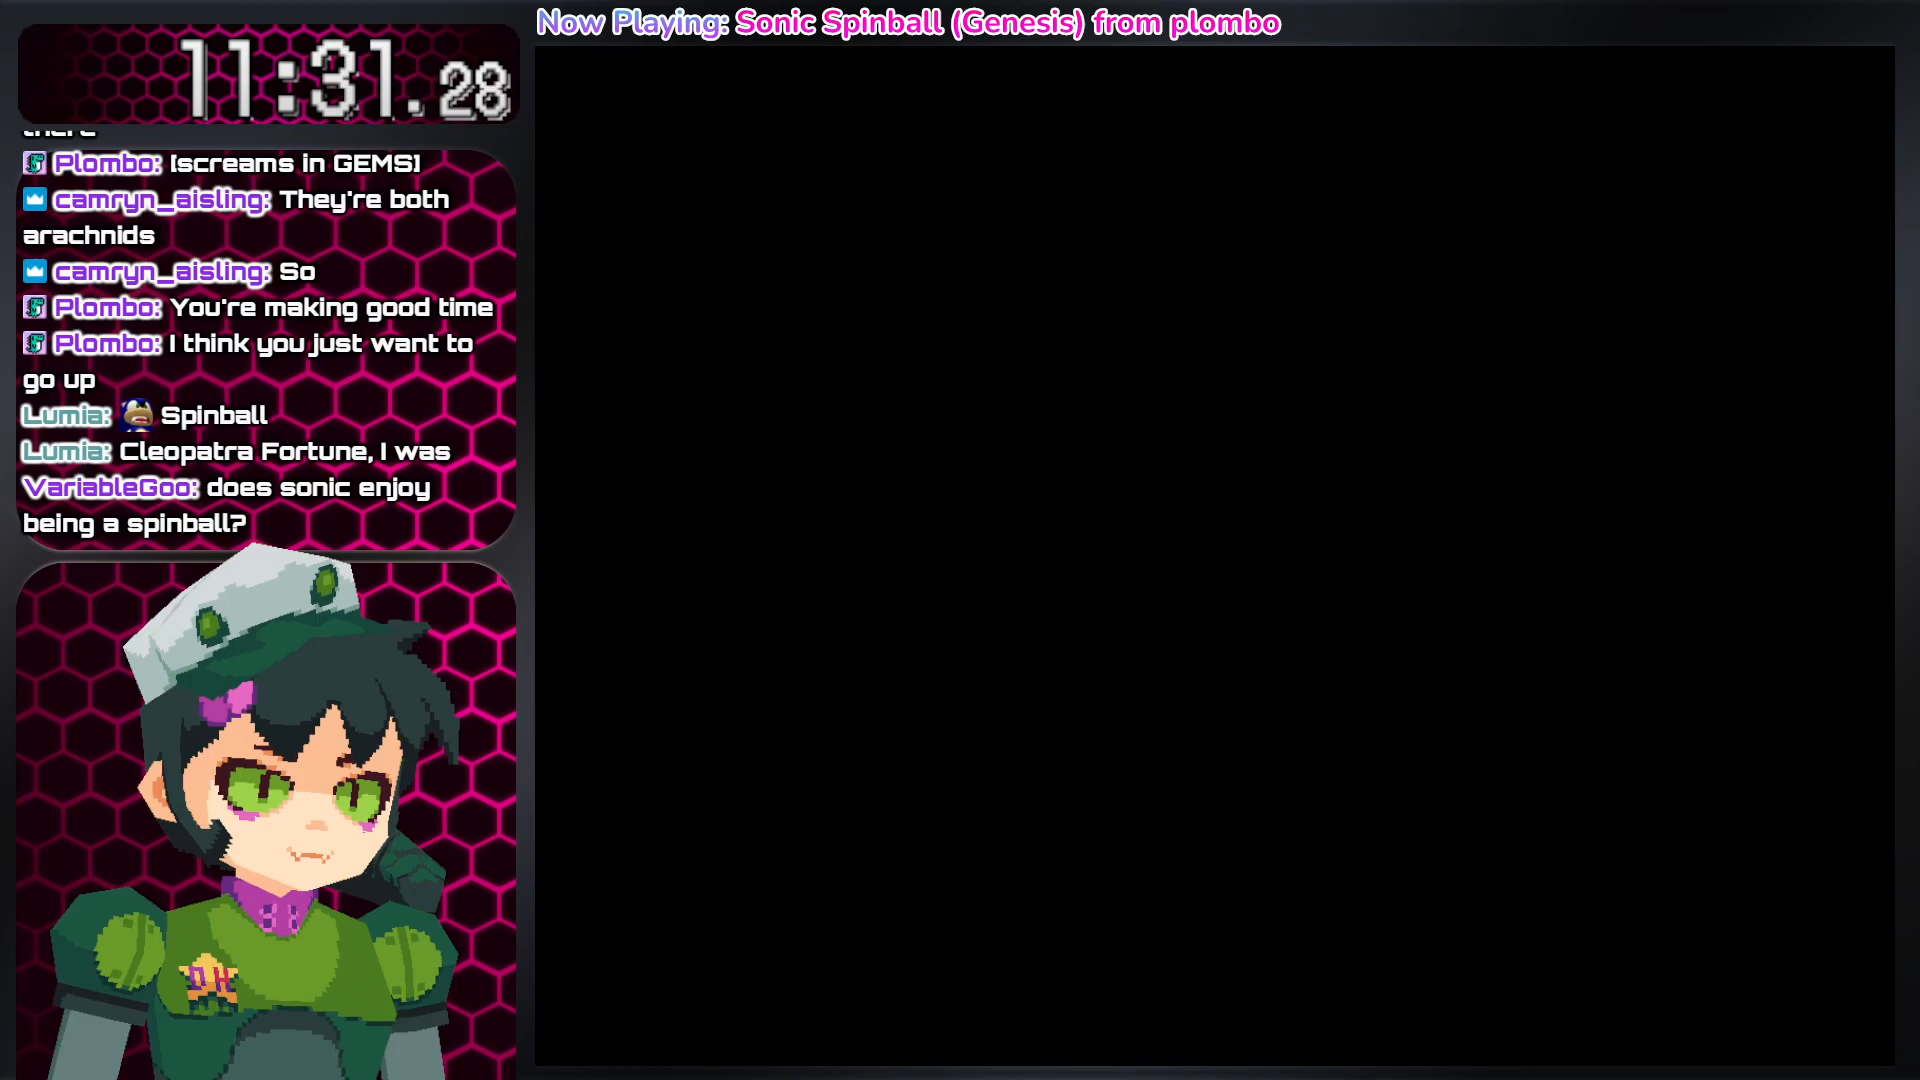 Now Playing: Sonic Spinball (Genesis) from plombo
11:31.28
there
Plombo: [screams in GEMS]
camryn_aisling: They're both
arachnids
camryn_aisling: So
Plombo: You're making good time
Plombo: I think you just want to
go up
Lumia: Spinball
Lumia: Cleopatra Fortune, I was
VariableGoo: does sonic enjoy
being a spinball?
DH